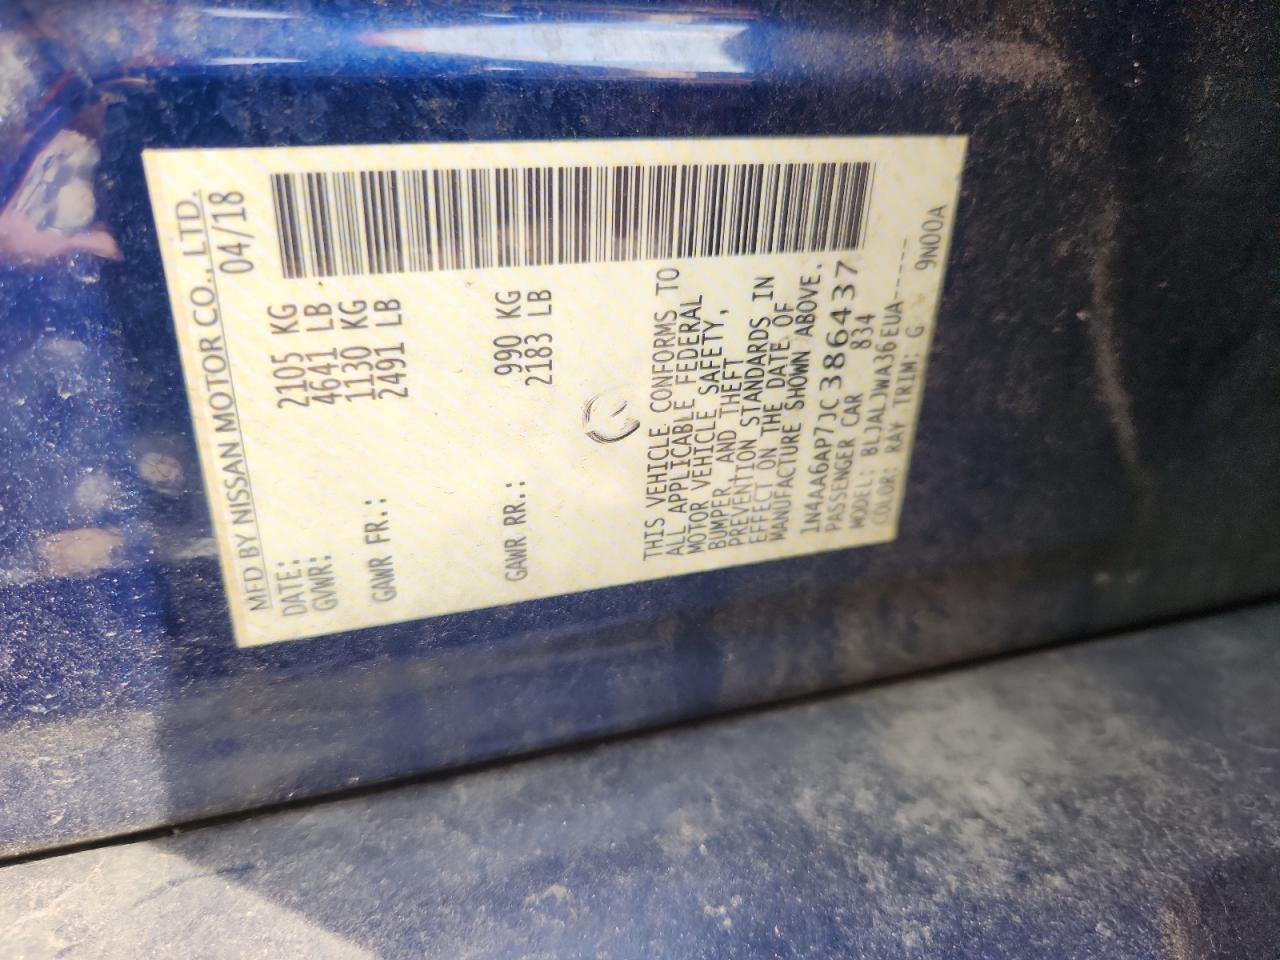 MFD BY NISSAN MOTOR CO., LTD.
DATE: 04/18
GVWR: 2105 KG
4641 LB
GAWR FR.: 1130 KG
2491 LB
GAWR RR.: 990 KG
2183 LB
THIS VEHICLE CONFORMS TO
ALL APPLICABLE FEDERAL
MOTOR VEHICLE SAFETY,
BUMPER, AND THEFT
PREVENTION STANDARDS IN
EFFECT ON THE DATE OF
MANUFACTURE SHOWN ABOVE.
1N4AA6AP7JC386437
PASSENGER CAR 834
MODEL: BLJALJWA36EUA-----
COLOR: RAY TRIM: G 9N00A